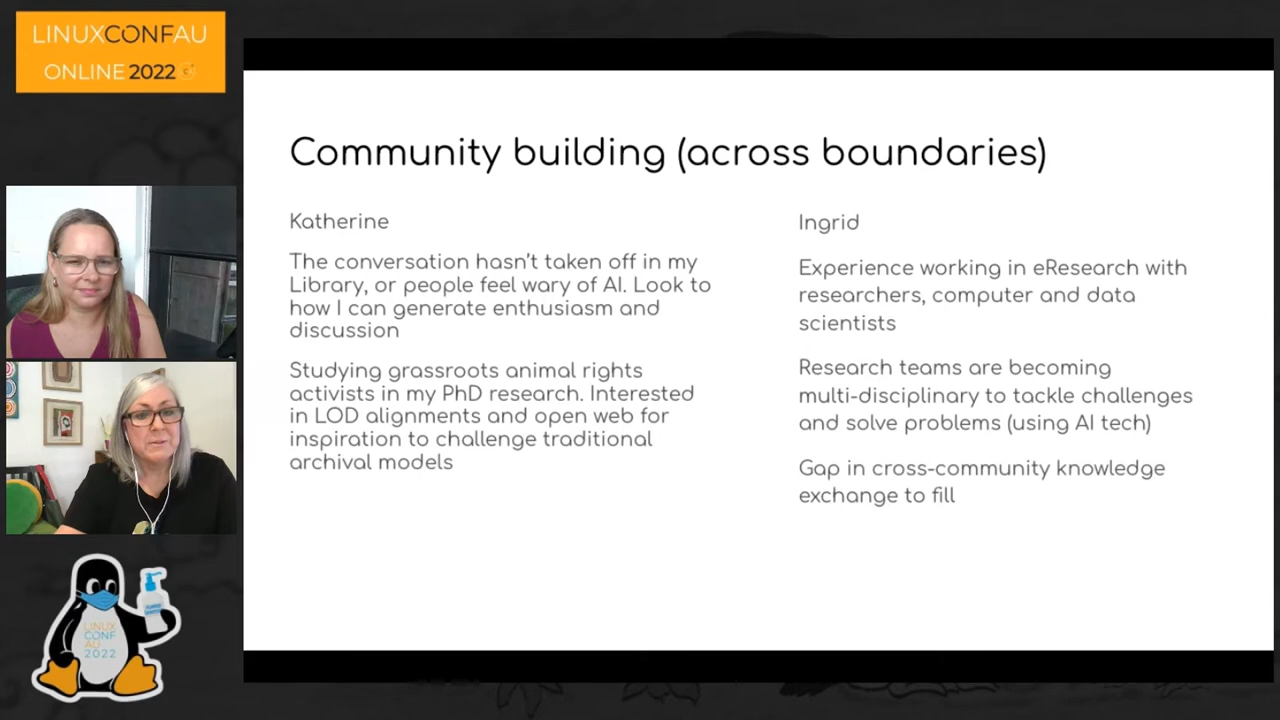 LINUXCONFAU
ONLINE 2022
Community building (across boundaries)
Katherine
The conversation hasn't taken off in my
Library, or people feel wary of AI. Look to
how I can generate enthusiasm and
discussion
Studying grassroots animal rights
activists in my PhD research. Interested
in LOD alignments and open web for
inspiration to challenge traditional
archival models
Ingrid
Experience working in eResearch with
researchers, computer and data
scientists
Research teams are becoming
multi-disciplinary to tackle challenges
and solve problems (using AI tech)
Gap in cross-community knowledge
exchange to fill
LINUX
CONF
AU
2022